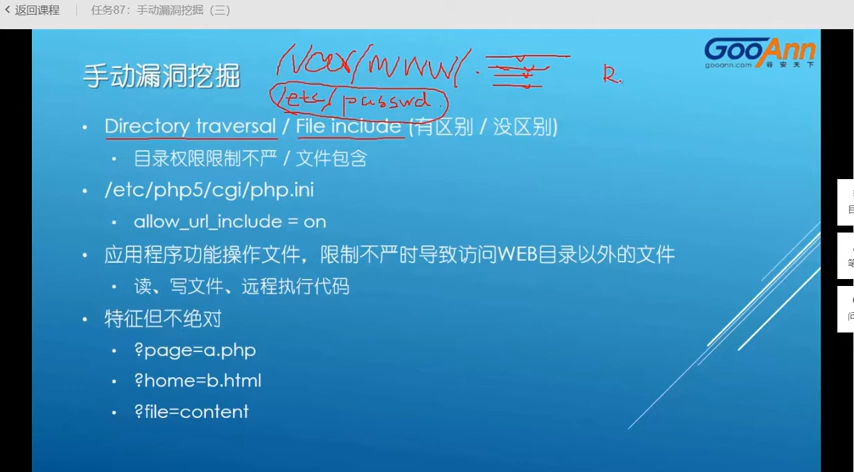 返回课程 任务87：手动漏洞挖掘（三）
GooAnn
gooann.com 谷安天下
手动漏洞挖掘
/var/www/.
R.
/etc/passwd
Directory traversal / File include (有区别 / 没区别)
目录权限限制不严 / 文件包含
/etc/php5/cgi/php.ini
allow_url_include = on
应用程序功能操作文件，限制不严时导致访问WEB目录以外的文件
读、写文件、远程执行代码
特征但不绝对
?page=a.php
?home=b.html
?file=content